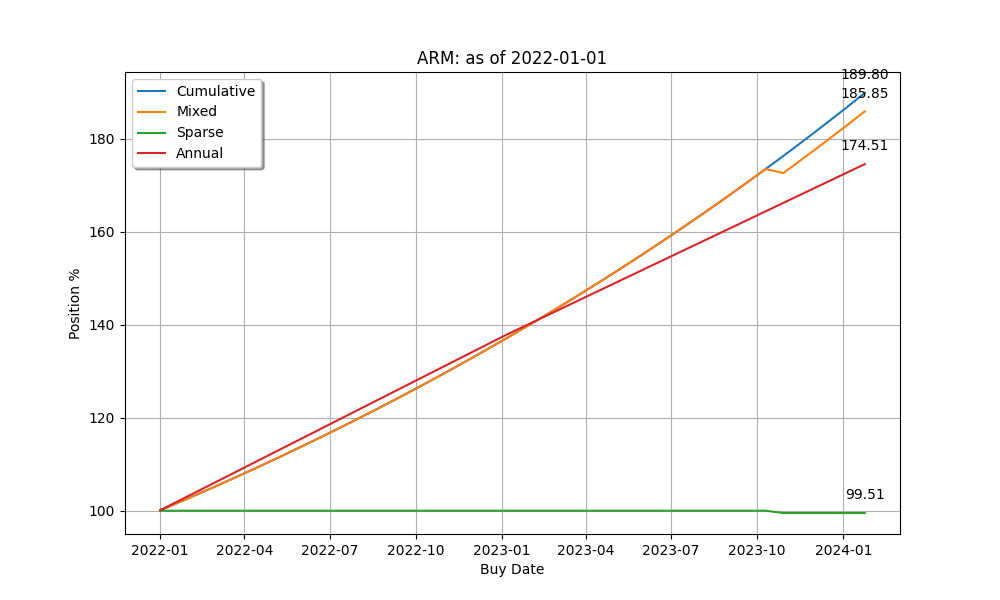 ARM: as of 2022-01-01
189.80
185.85
174.51
99.51
Cumulative
Mixed
Sparse
Annual
Position %
180
160
140
120
100
2022-01 2022-04 2022-07 2022-10 2023-01 2023-04 2023-07 2023-10 2024-01
Buy Date